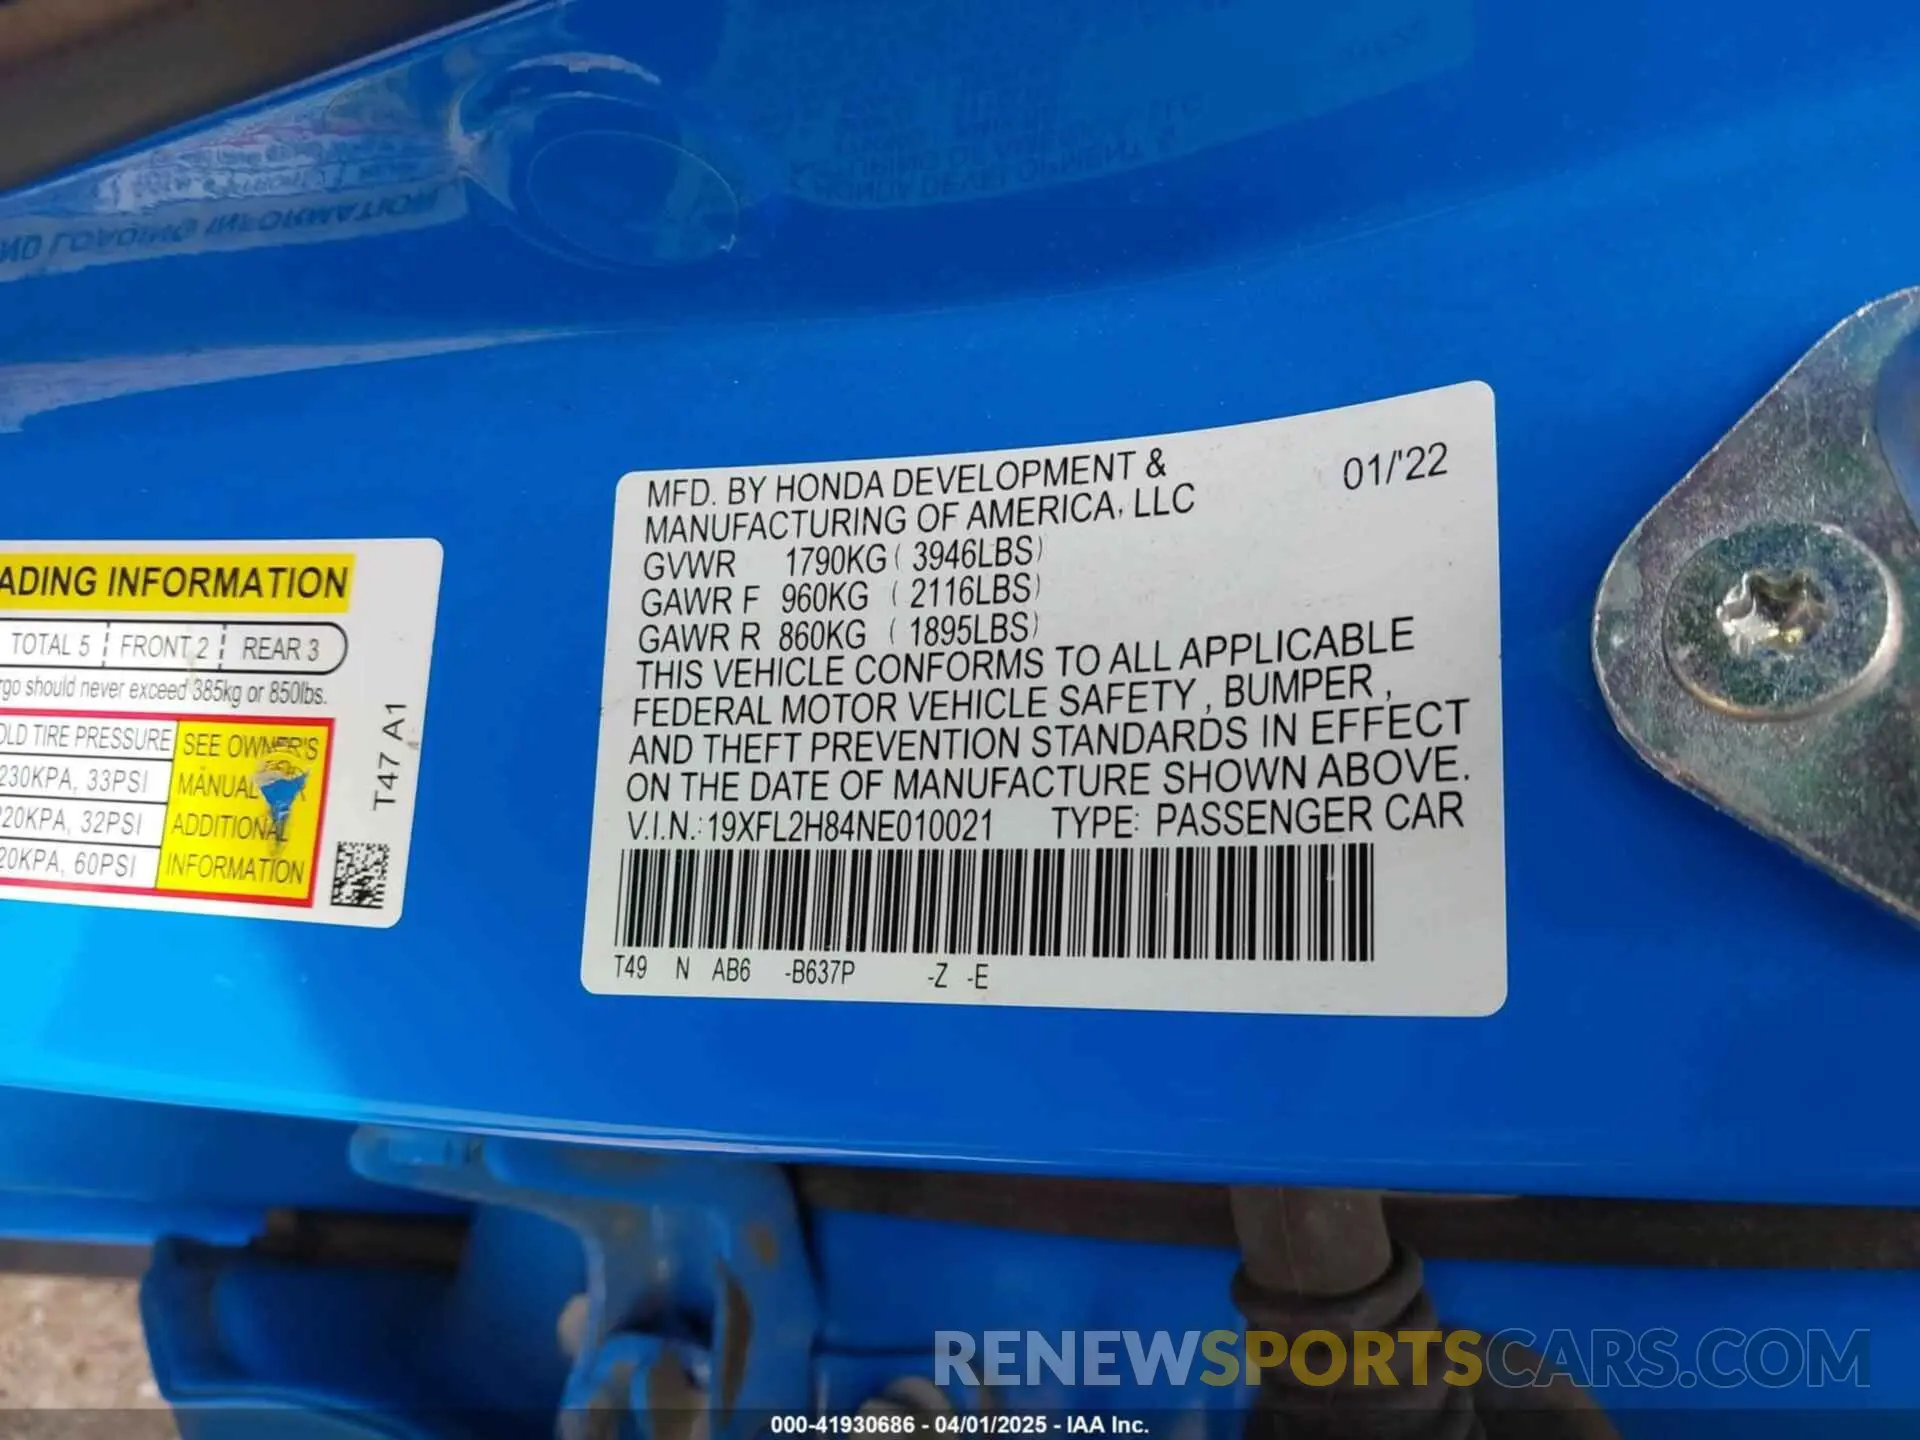 ADING INFORMATION
TOTAL 5 FRONT 2 REAR 3
rgo should never exceed 385kg or 850lbs.
OLD TIRE PRESSURE
230KPA, 33PSI
220KPA, 32PSI
20KPA, 60PSI
SEE OWNER'S
MANUAL
ADDITIONAL
INFORMATION
T47 A1
MFD. BY HONDA DEVELOPMENT &
MANUFACTURING OF AMERICA, LLC
01/'22
GVWR 1790KG ( 3946LBS)
GAWR F 960KG ( 2116LBS)
GAWR R 860KG ( 1895LBS)
THIS VEHICLE CONFORMS TO ALL APPLICABLE
FEDERAL MOTOR VEHICLE SAFETY , BUMPER ,
AND THEFT PREVENTION STANDARDS IN EFFECT
ON THE DATE OF MANUFACTURE SHOWN ABOVE.
V.I.N.: 19XFL2H84NE010021 TYPE: PASSENGER CAR
T49 N AB6 -B637P -Z -E
RENEWSPORTSCARS.COM
000-41930686 - 04/01/2025 - IAA Inc.